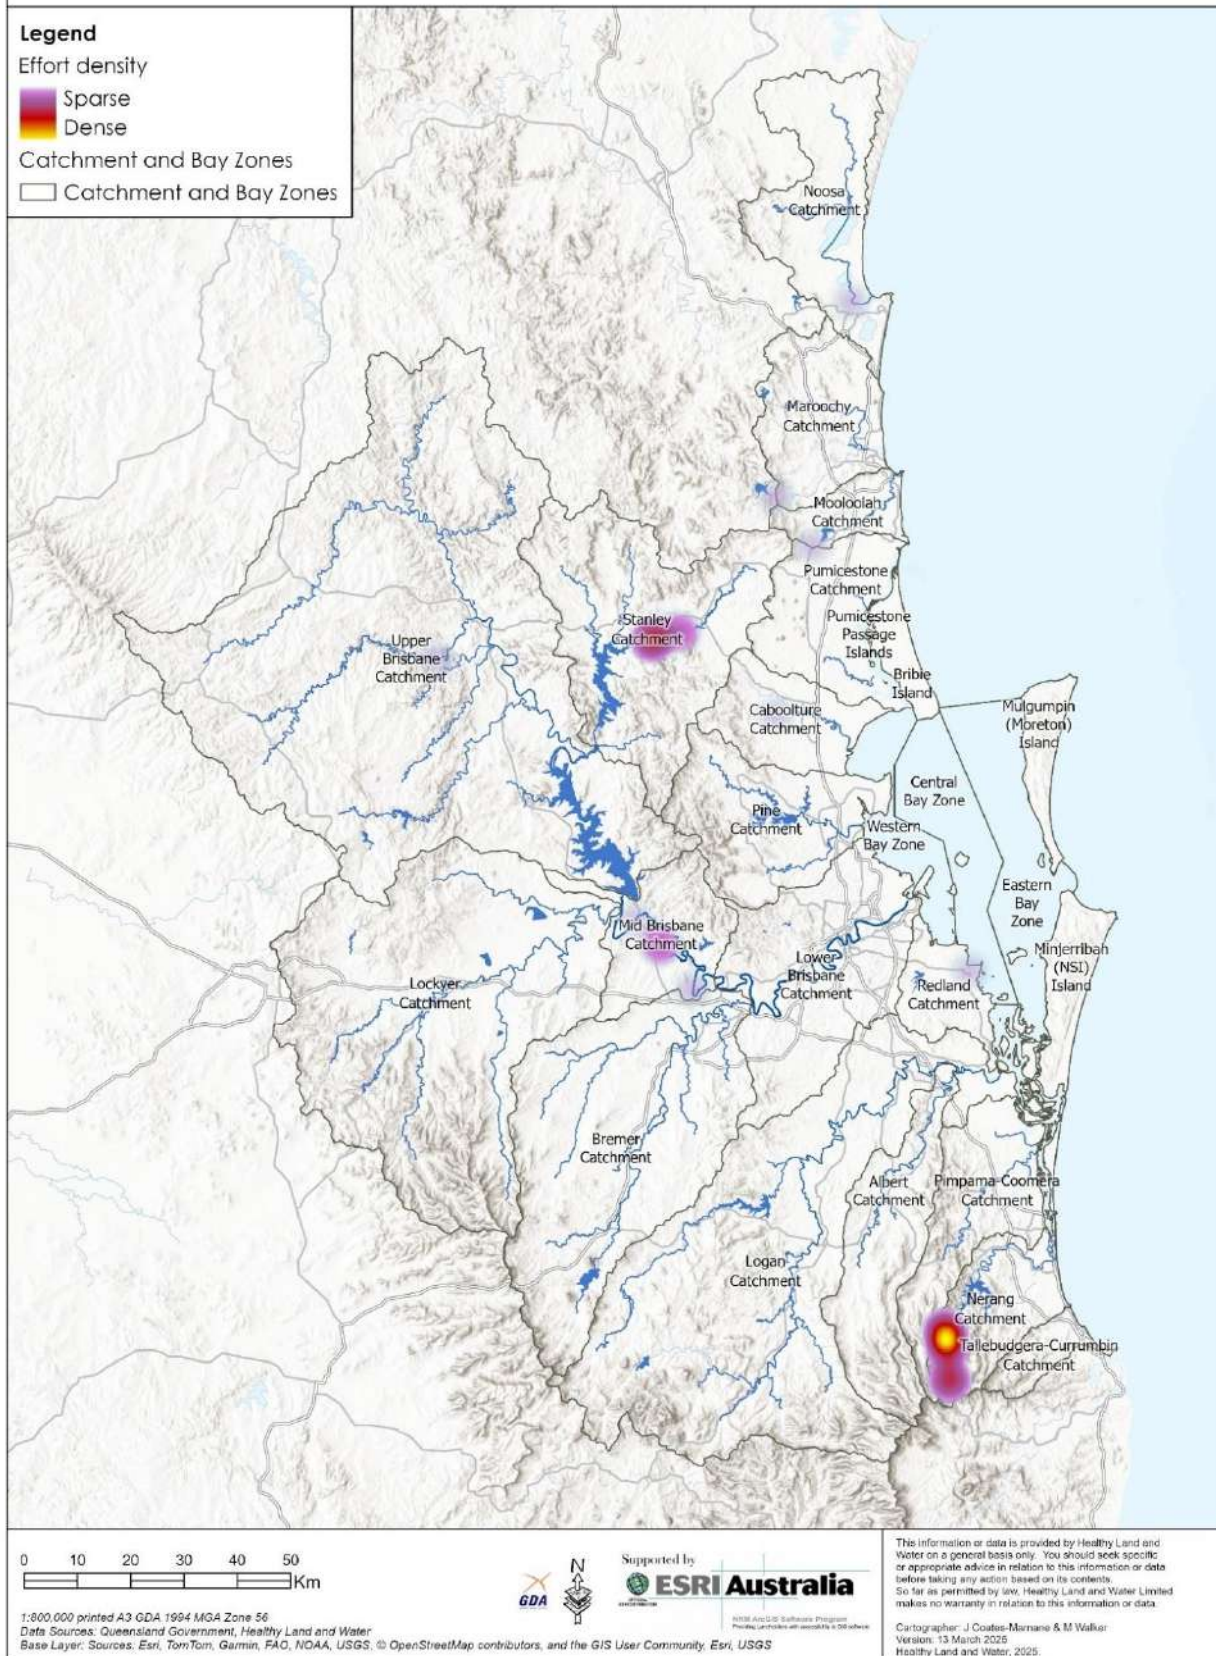 Legend
Effort density
Sparse
Dense
Catchment and Bay Zones
Catchment and Bay Zones
Noosa
Catchment
Maroochy
Catchment
Mooloolah
Catchment
Pumicestone
Catchment
Pumicestone
Passage
Islands
Bribie
Island
Stanley
Catchment
Upper
Brisbane
Catchment
Caboolture
Catchment
Mulgumpin
(Moreton)
Island
Central
Bay Zone
Pine
Catchment
Western
Bay Zone
Eastern
Bay
Zone
Mid Brisbane
Catchment
Minjerribah
(NSI)
Island
Lower
Brisbane
Catchment
Redland
Catchment
Lockyer
Catchment
Bremer
Catchment
Albert
Catchment
Pimpama-Coomera
Catchment
Logan
Catchment
Nerang
Catchment
Tallebudgera-Currumbin
Catchment
0 10 20 30 40 50
Km
1:800,000 printed A3 GDA 1994 MGA Zone 56
Data Sources: Queensland Government, Healthy Land and Water
Base Layer: Sources: Esri, TomTom, Garmin, FAO, NOAA, USGS, © OpenStreetMap contributors, and the GIS User Community, Esri, USGS
GDA
N
Supported by
ESRI Australia
NRM ArcGIS Software Program
This information or data is provided by Healthy Land and
Water on a general basis only. You should seek specific
or appropriate advice in relation to this information or data
before taking any action based on its contents.
So far as permitted by law, Healthy Land and Water Limited
makes no warranty in relation to this information or data.
Cartographer: J Coates-Marnane & M Walker
Version: 13 March 2025
Healthy Land and Water, 2025.